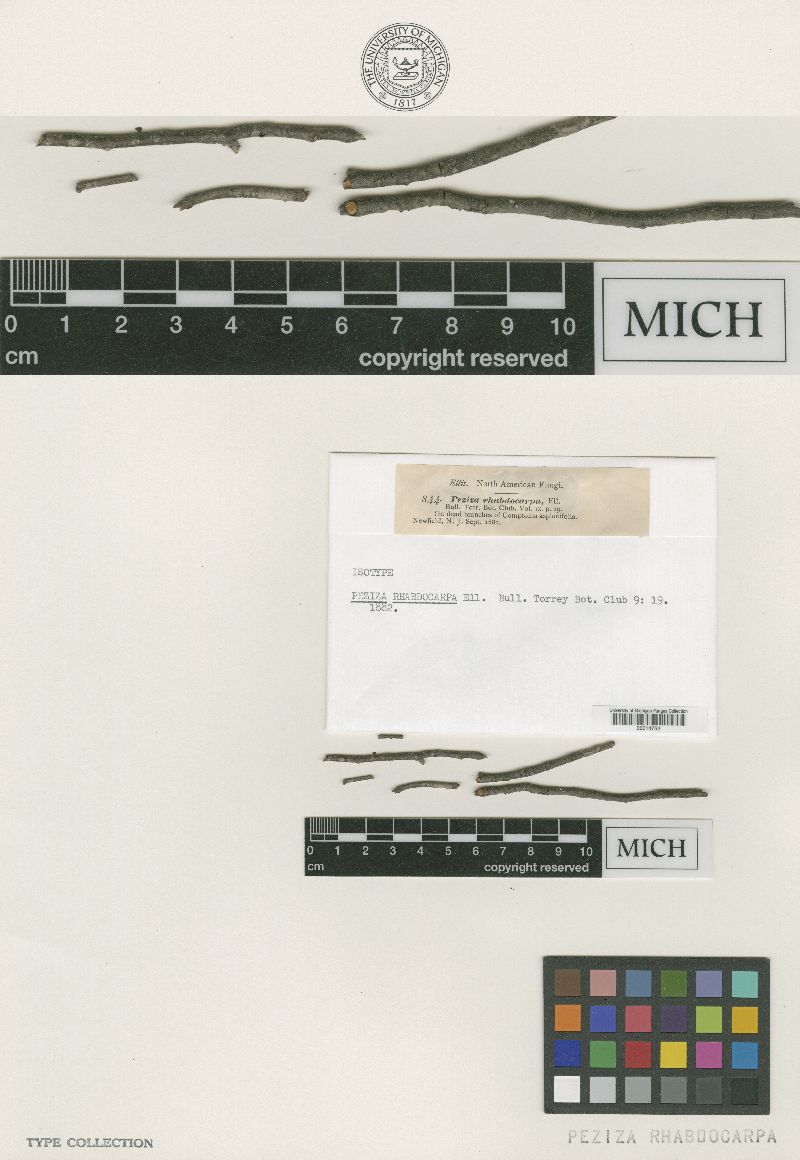 THE UNIVERSITY OF MICHIGAN
1817
0 1 2 3 4 5 6 7 8 9 10
cm
copyright reserved
MICH
Ellis. North American Fungi.
844. Peziza rhabdocarpa, Ell.
Bull. Torr. Bot. Club, Vol. ix. p. 19.
On dead branches of Comptonia asplenifolia.
Newfield, N. J. Sept. 1881.
ISOTYPE
PEZIZA RHABDOCARPA Ell. Bull. Torrey Bot. Club 9: 19.
1882.
University of Michigan Fungus Collection
0 1 2 3 4 5 6 7 8 9 10
cm
copyright reserved
MICH
TYPE COLLECTION
PEZIZA RHABDOCARPA